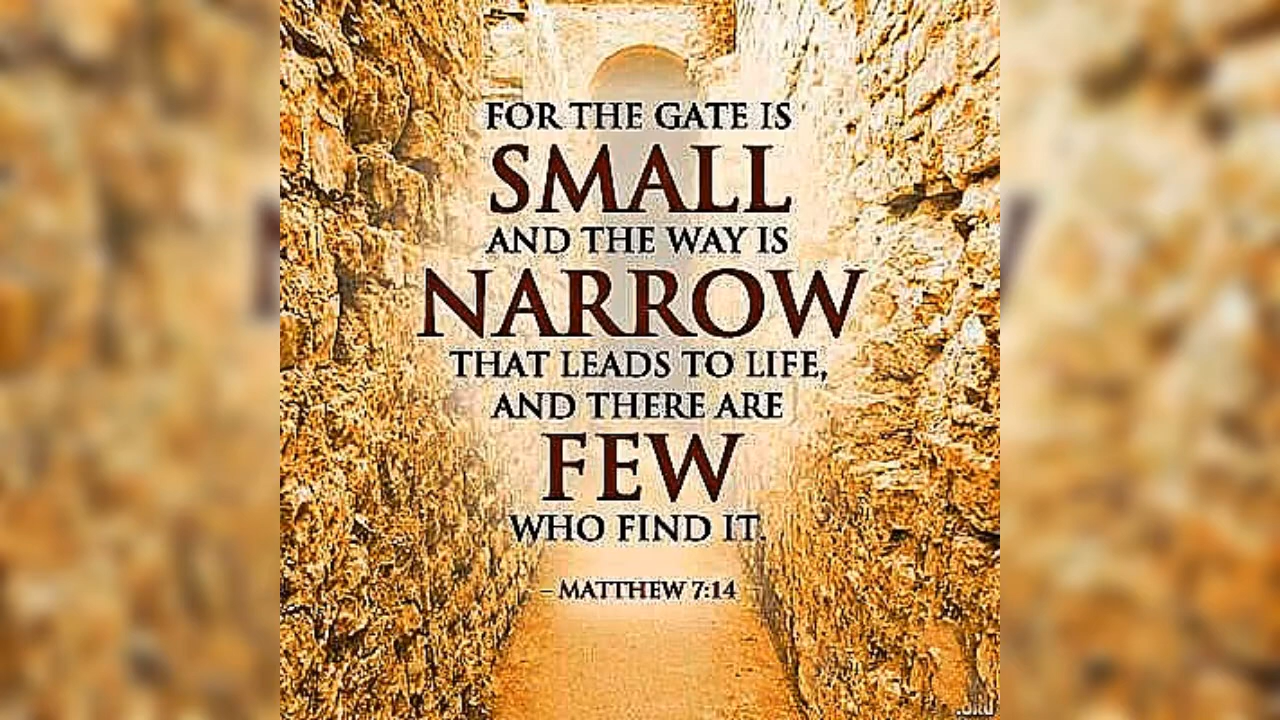 FOR THE GATE IS
SMALL
AND THE WAY IS
NARROW
THAT LEADS TO LIFE,
AND THERE ARE
FEW
WHO FIND IT.
– MATTHEW 7:14